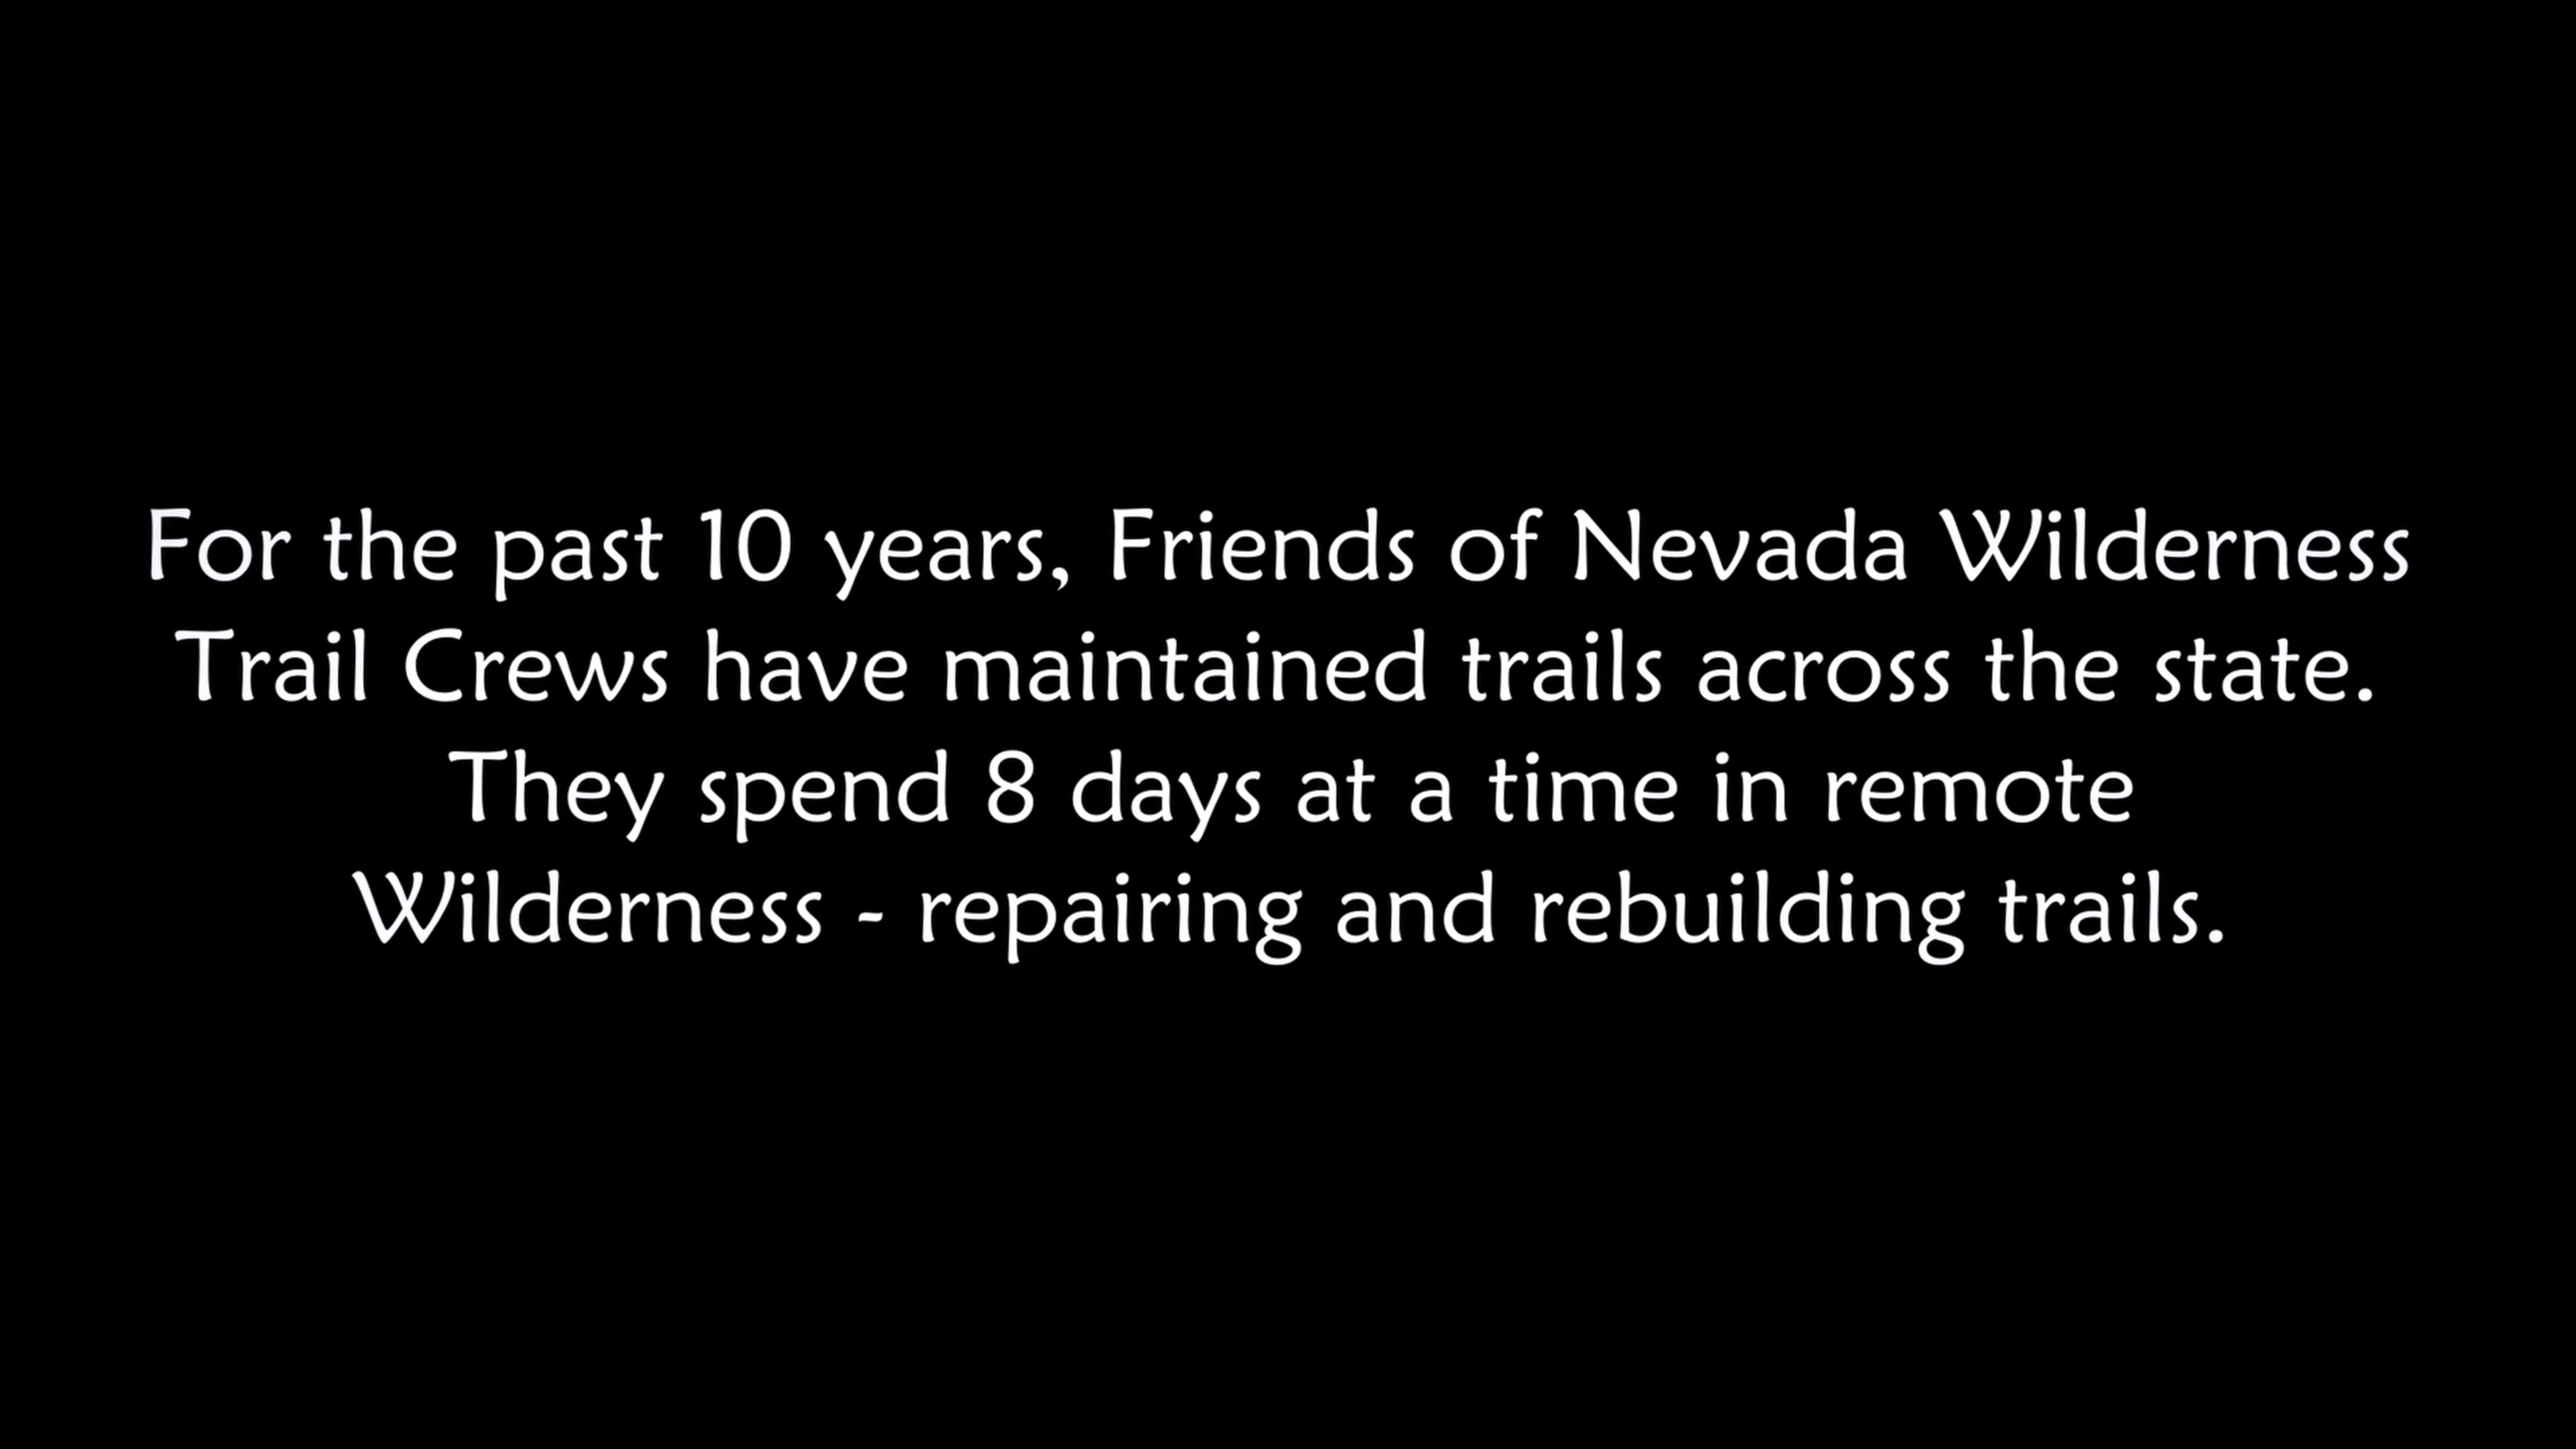 For the past 10 years, Friends of Nevada Wilderness
Trail Crews have maintained trails across the state.
They spend 8 days at a time in remote
Wilderness - repairing and rebuilding trails.